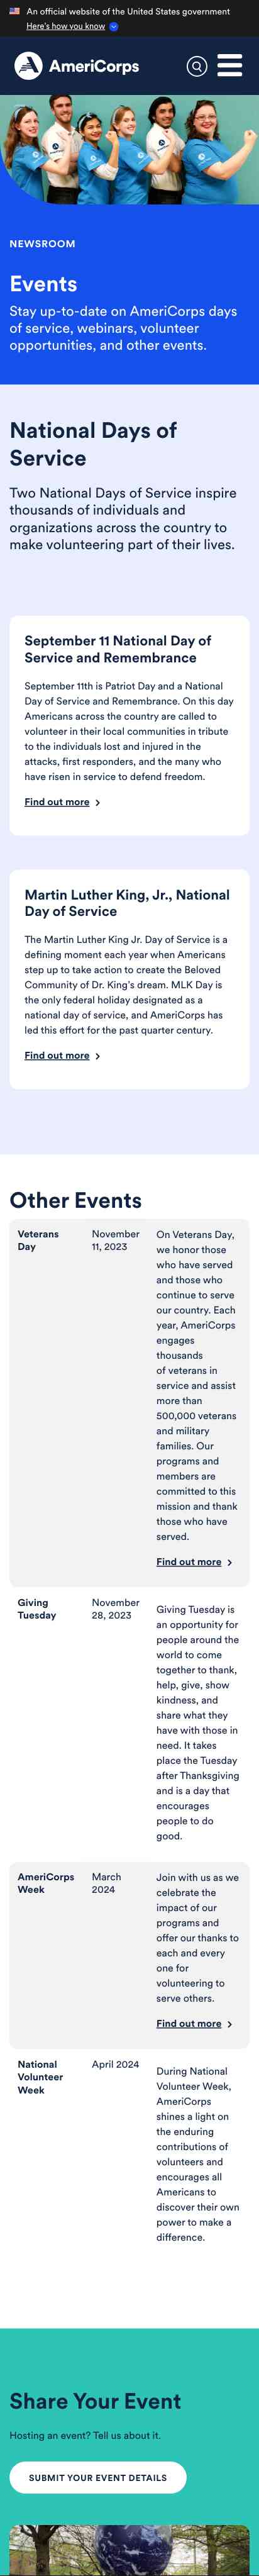 An official website of the United States government
Here's how you know
AmeriCorps
NEWSROOM
Events
Stay up-to-date on AmeriCorps days
of service, webinars, volunteer
opportunities, and other events.
National Days of
Service
Two National Days of Service inspire
thousands of individuals and
organizations across the country to
make volunteering part of their lives.
September 11 National Day of
Service and Remembrance
September 11th is Patriot Day and a National
Day of Service and Remembrance. On this day
Americans across the country are called to
volunteer in their local communities in tribute
to the individuals lost and injured in the
attacks, first responders, and the many who
have risen in service to defend freedom.
Find out more
Martin Luther King, Jr., National
Day of Service
The Martin Luther King Jr. Day of Service is a
defining moment each year when Americans
step up to take action to create the Beloved
Community of Dr. King's dream. MLK Day is
the only federal holiday designated as a
national day of service, and AmeriCorps has
led this effort for the past quarter century.
Find out more
Other Events
Veterans
Day
November
11, 2023
On Veterans Day,
we honor those
who have served
and those who
continue to serve
our country. Each
year, AmeriCorps
engages
thousands
of veterans in
service and assist
more than
500,000 veterans
and military
families. Our
programs and
members are
committed to this
mission and thank
those who have
served.
Find out more
Giving
Tuesday
November
28, 2023
Giving Tuesday is
an opportunity for
people around the
world to come
together to thank,
help, give, show
kindness, and
share what they
have with those in
need. It takes
place the Tuesday
after Thanksgiving
and is a day that
encourages
people to do
good.
AmeriCorps
Week
March
2024
Join with us as we
celebrate the
impact of our
programs and
offer our thanks to
each and every
one for
volunteering to
serve others.
Find out more
National
Volunteer
Week
April 2024
During National
Volunteer Week,
AmeriCorps
shines a light on
the enduring
contributions of
volunteers and
encourages all
Americans to
discover their own
power to make a
difference.
Share Your Event
Hosting an event? Tell us about it.
SUBMIT YOUR EVENT DETAILS